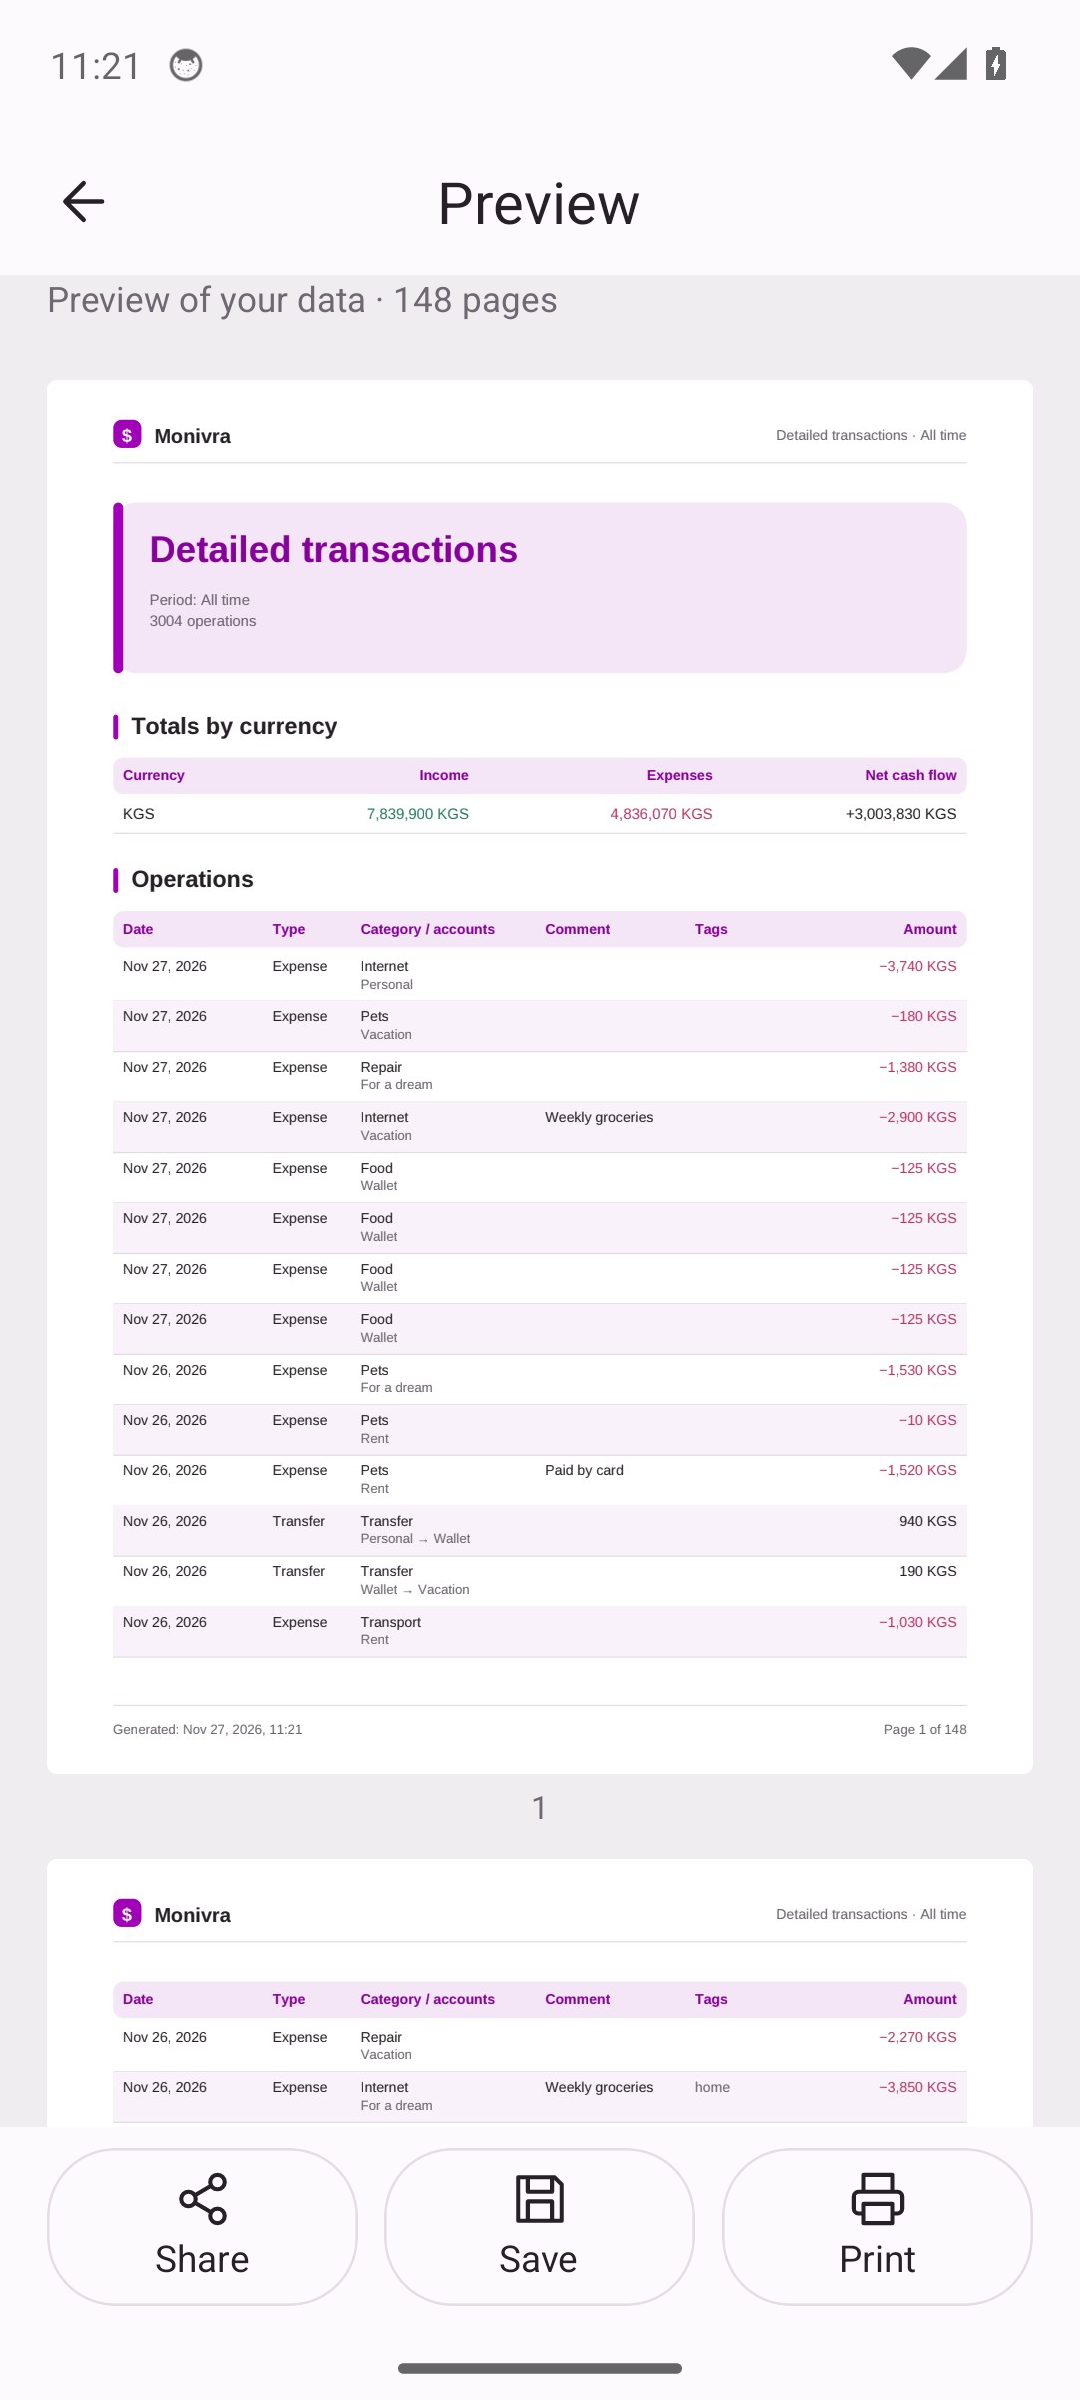 11:21
Preview
Preview of your data · 148 pages
$ Monivra Detailed transactions · All time
Detailed transactions
Period: All time
3004 operations
Totals by currency
Currency Income Expenses Net cash flow
KGS 7,839,900 KGS 4,836,070 KGS +3,003,830 KGS
Operations
Date Type Category / accounts Comment Tags Amount
Nov 27, 2026 Expense Internet −3,740 KGS
Personal
Nov 27, 2026 Expense Pets −180 KGS
Vacation
Nov 27, 2026 Expense Repair −1,380 KGS
For a dream
Nov 27, 2026 Expense Internet Weekly groceries −2,900 KGS
Vacation
Nov 27, 2026 Expense Food −125 KGS
Wallet
Nov 27, 2026 Expense Food −125 KGS
Wallet
Nov 27, 2026 Expense Food −125 KGS
Wallet
Nov 27, 2026 Expense Food −125 KGS
Wallet
Nov 26, 2026 Expense Pets −1,530 KGS
For a dream
Nov 26, 2026 Expense Pets −10 KGS
Rent
Nov 26, 2026 Expense Pets Paid by card −1,520 KGS
Rent
Nov 26, 2026 Transfer Transfer 940 KGS
Personal → Wallet
Nov 26, 2026 Transfer Transfer 190 KGS
Wallet → Vacation
Nov 26, 2026 Expense Transport −1,030 KGS
Rent
Generated: Nov 27, 2026, 11:21 Page 1 of 148
1
$ Monivra Detailed transactions · All time
Date Type Category / accounts Comment Tags Amount
Nov 26, 2026 Expense Repair −2,270 KGS
Vacation
Nov 26, 2026 Expense Internet Weekly groceries home −3,850 KGS
For a dream
Share Save Print